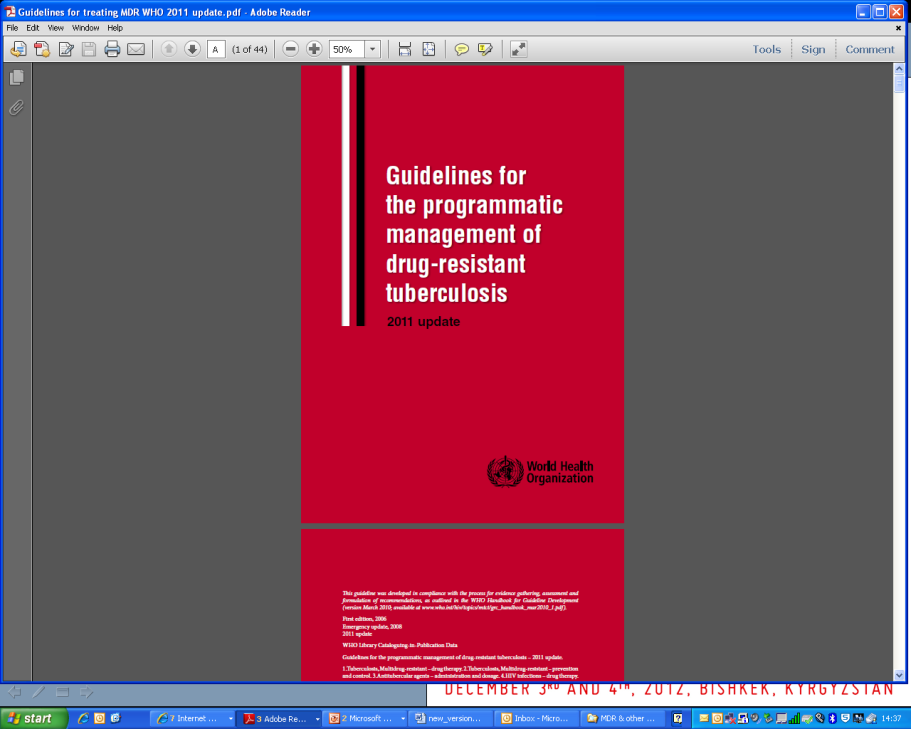 Guidelines for treating MDR WHO 2011 update.pdf - Adobe Reader
File Edit View Window Help
A (1 of 44) 50% Tools Sign Comment
Guidelines for
the programmatic
management of
drug-resistant
tuberculosis
2011 update
World Health
Organization
This guideline was developed in compliance with the process for evidence gathering, assessment and
formulation of recommendations, as outlined in the WHO Handbook for Guideline Development
(version March 2010; available at www.who.int/hiv/topics/mtct/grc_handbook_mar2010_1.pdf).
First edition, 2006
Emergency update, 2008
2011 update
WHO Library Cataloguing-in-Publication Data
Guidelines for the programmatic management of drug-resistant tuberculosis – 2011 update.
1.Tuberculosis, Multidrug-resistant – drug therapy. 2.Tuberculosis, Multidrug-resistant – prevention
and control. 3.Antitubercular agents – administration and dosage. 4.HIV infections – drug therapy.
DECEMBER 3RD AND 4TH, 2012, BISHKEK, KYRGYZSTAN
start 7 Internet ... 3 Adobe Re... 2 Microsoft ... new_version... Inbox - Micro... MDR & other ... 14:37